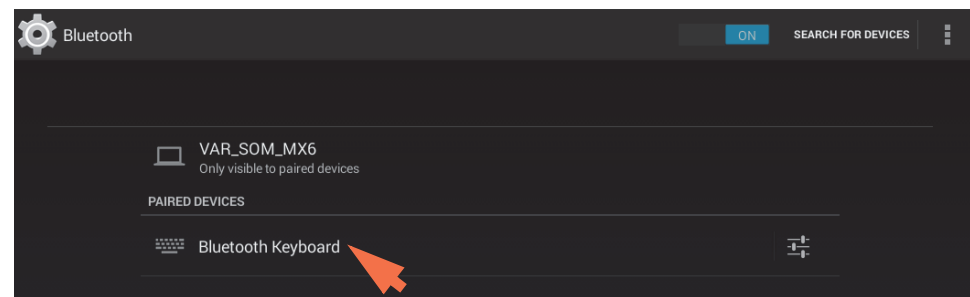 Bluetooth
ON
SEARCH FOR DEVICES
VAR_SOM_MX6
Only visible to paired devices
PAIRED DEVICES
Bluetooth Keyboard